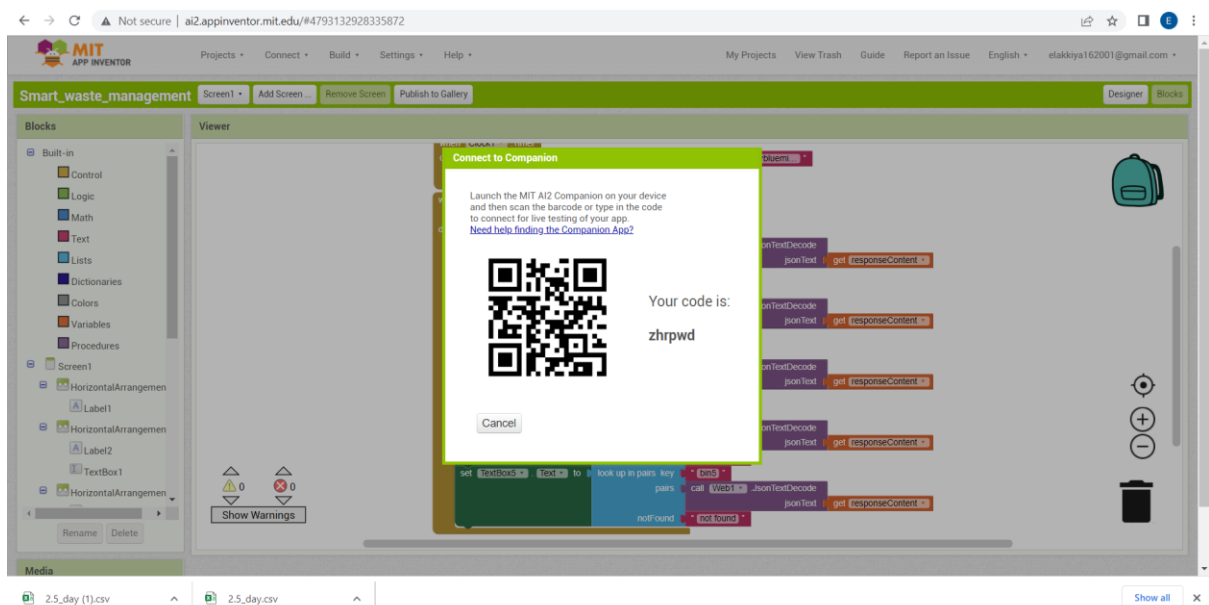 Not secure | ai2.appinventor.mit.edu/#4793132928335872
E
MIT
APP INVENTOR
Projects Connect Build Settings Help
My Projects View Trash Guide Report an Issue English elakkiya162001@gmail.com
Smart_waste_management Screen1 Add Screen ... Remove Screen Publish to Gallery
Designer Blocks
Blocks
Viewer
Built-in
Control
Logic
Math
Text
Lists
Dictionaries
Colors
Variables
Procedures
Screen1
HorizontalArrangemen
Label1
HorizontalArrangemen
Label2
TextBox1
HorizontalArrangemen
Rename Delete
Media
Connect to Companion
Launch the MIT AI2 Companion on your device
and then scan the barcode or type in the code
to connect for live testing of your app.
Need help finding the Companion App?
Your code is:
zhrpwd
Cancel
onTextDecode
jsonText get responseContent
onTextDecode
jsonText get responseContent
onTextDecode
jsonText get responseContent
onTextDecode
jsonText get responseContent
set TextBox5 . Text to look up in pairs key " bin5 "
pairs call Web1 .JsonTextDecode
jsonText get responseContent
notFound " not found "
0 0
Show Warnings
2.5_day (1).csv 2.5_day.csv
Show all